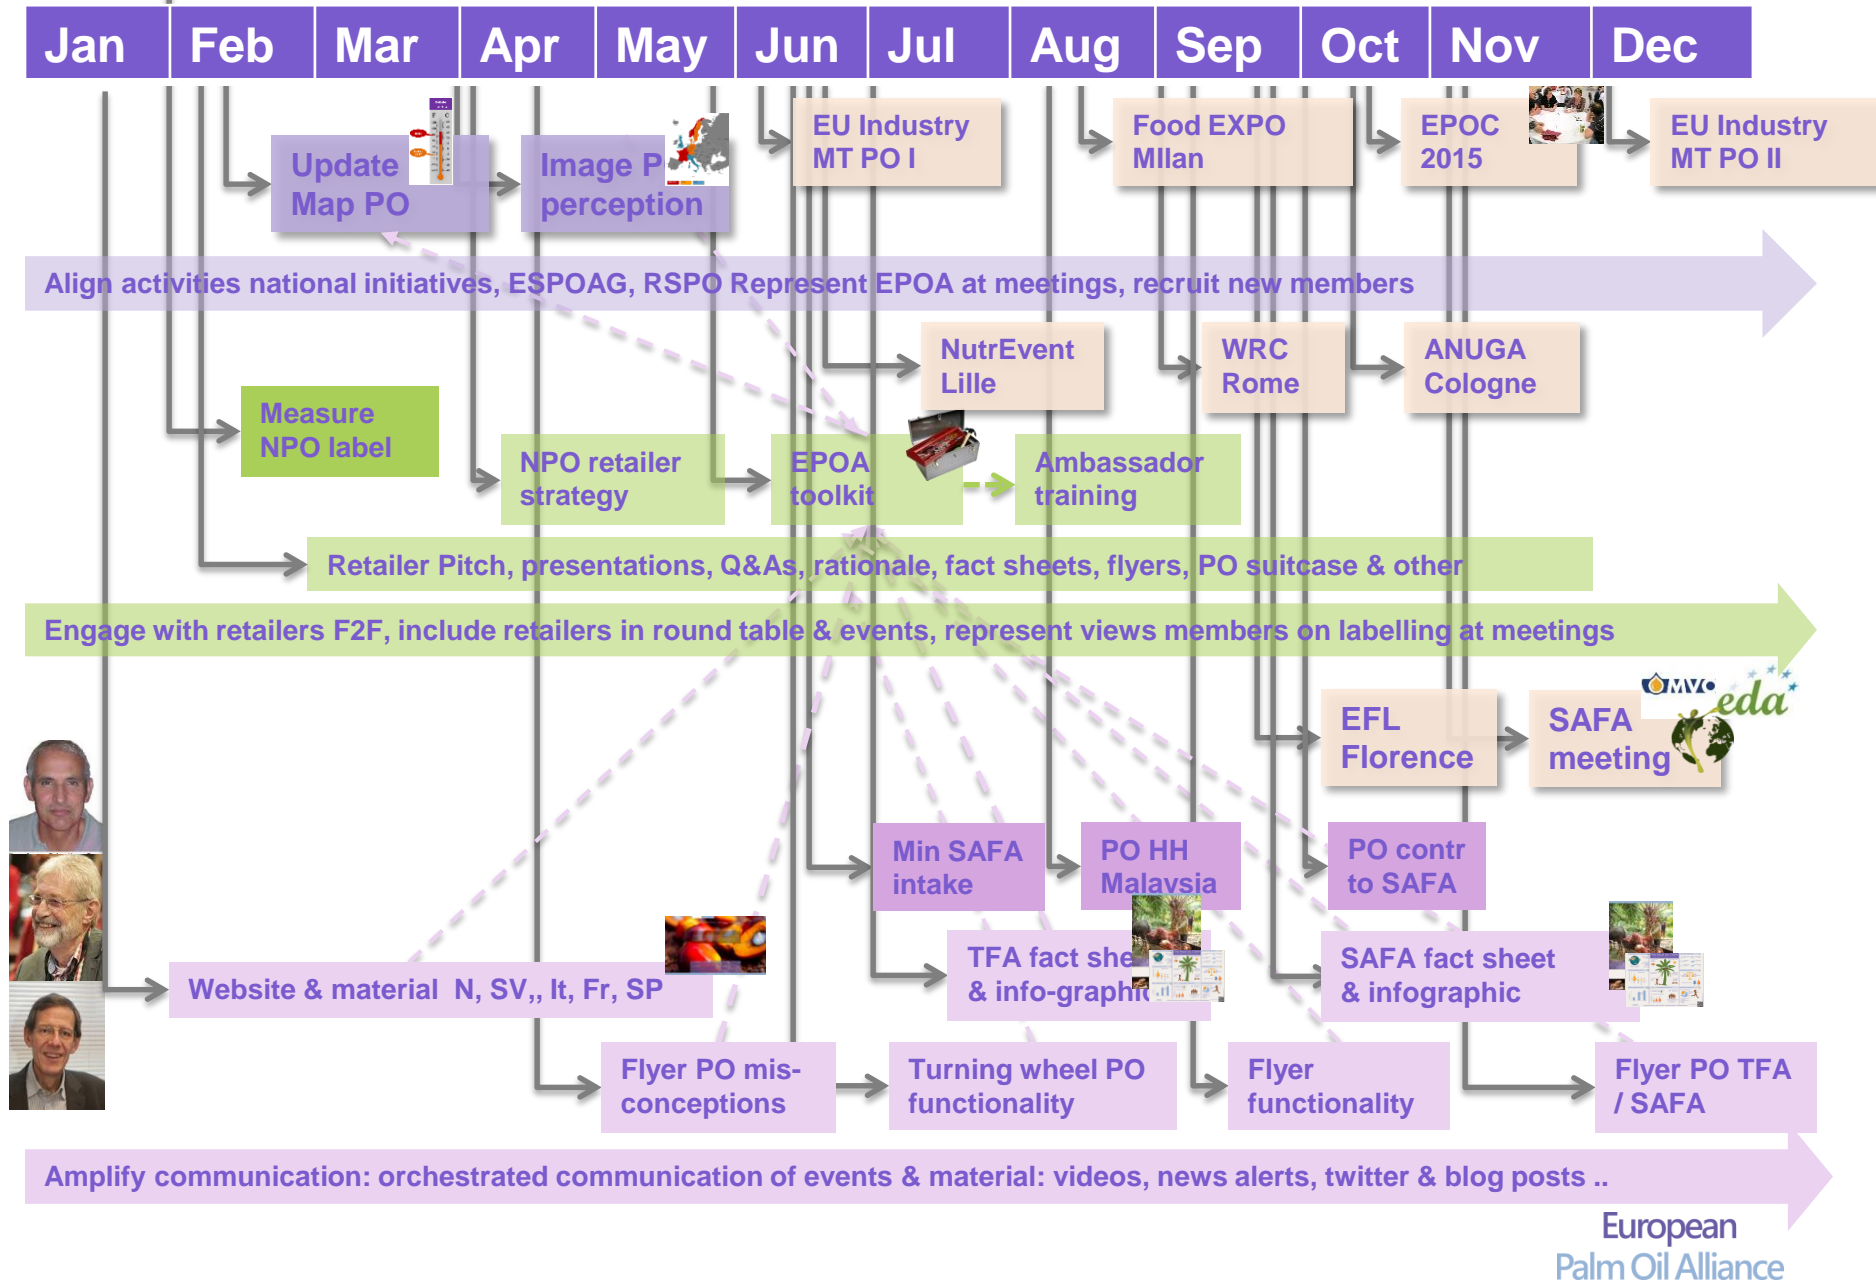 Jan Feb Mar Apr May Jun Jul Aug Sep Oct Nov Dec
Update
Map PO
Image P
perception
EU Industry
MT PO I
Food EXPO
MIlan
EPOC
2015
EU Industry
MT PO II
Align activities national initiatives, ESPOAG, RSPO Represent EPOA at meetings, recruit new members
NutrEvent
Lille
WRC
Rome
ANUGA
Cologne
Measure
NPO label
NPO retailer
strategy
EPOA
toolkit
Ambassador
training
Retailer Pitch, presentations, Q&As, rationale, fact sheets, flyers, PO suitcase & other
Engage with retailers F2F, include retailers in round table & events, represent views members on labelling at meetings
EFL
Florence
SAFA
meeting
MVO
eda
Min SAFA
intake
PO HH
Malaysia
PO contr
to SAFA
Website & material N, SV,, It, Fr, SP
TFA fact she
& info-graphic
SAFA fact sheet
& infographic
Flyer PO mis-
conceptions
Turning wheel PO
functionality
Flyer
functionality
Flyer PO TFA
/ SAFA
Amplify communication: orchestrated communication of events & material: videos, news alerts, twitter & blog posts ..
European
Palm Oil Alliance